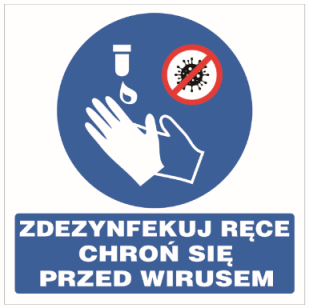 ZDEZYNFEKUJ RĘCE
CHROŃ SIĘ
PRZED WIRUSEM